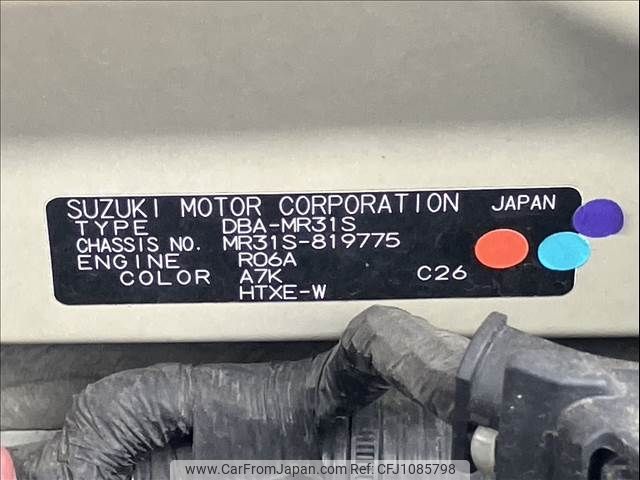 SUZUKI MOTOR CORPORATION JAPAN
TYPE DBA-MR31S
CHASSIS NO. MR31S-819775
ENGINE R06A
COLOR A7K C26
HTXE-W
www.CarFromJapan.com Ref: CFJ1085798